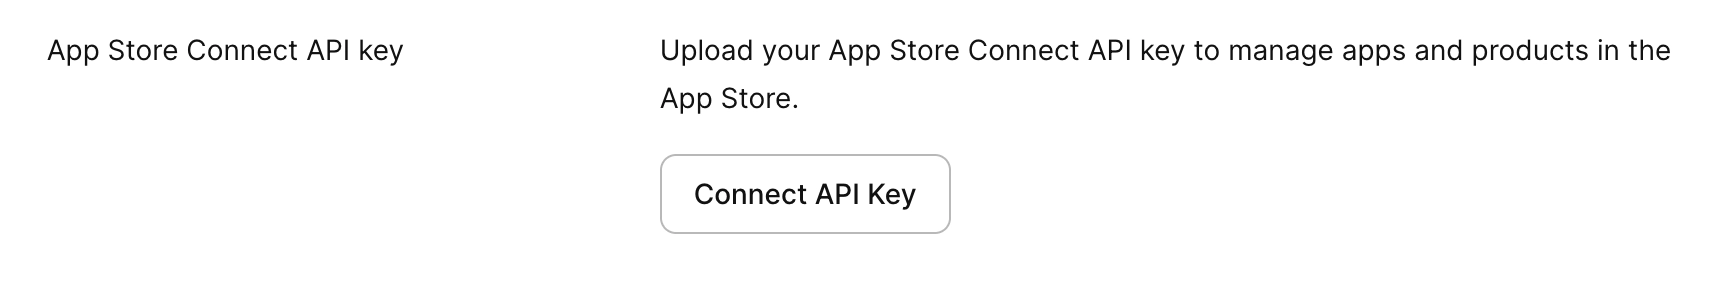 App Store Connect API key
Upload your App Store Connect API key to manage apps and products in the
App Store.
Connect API Key